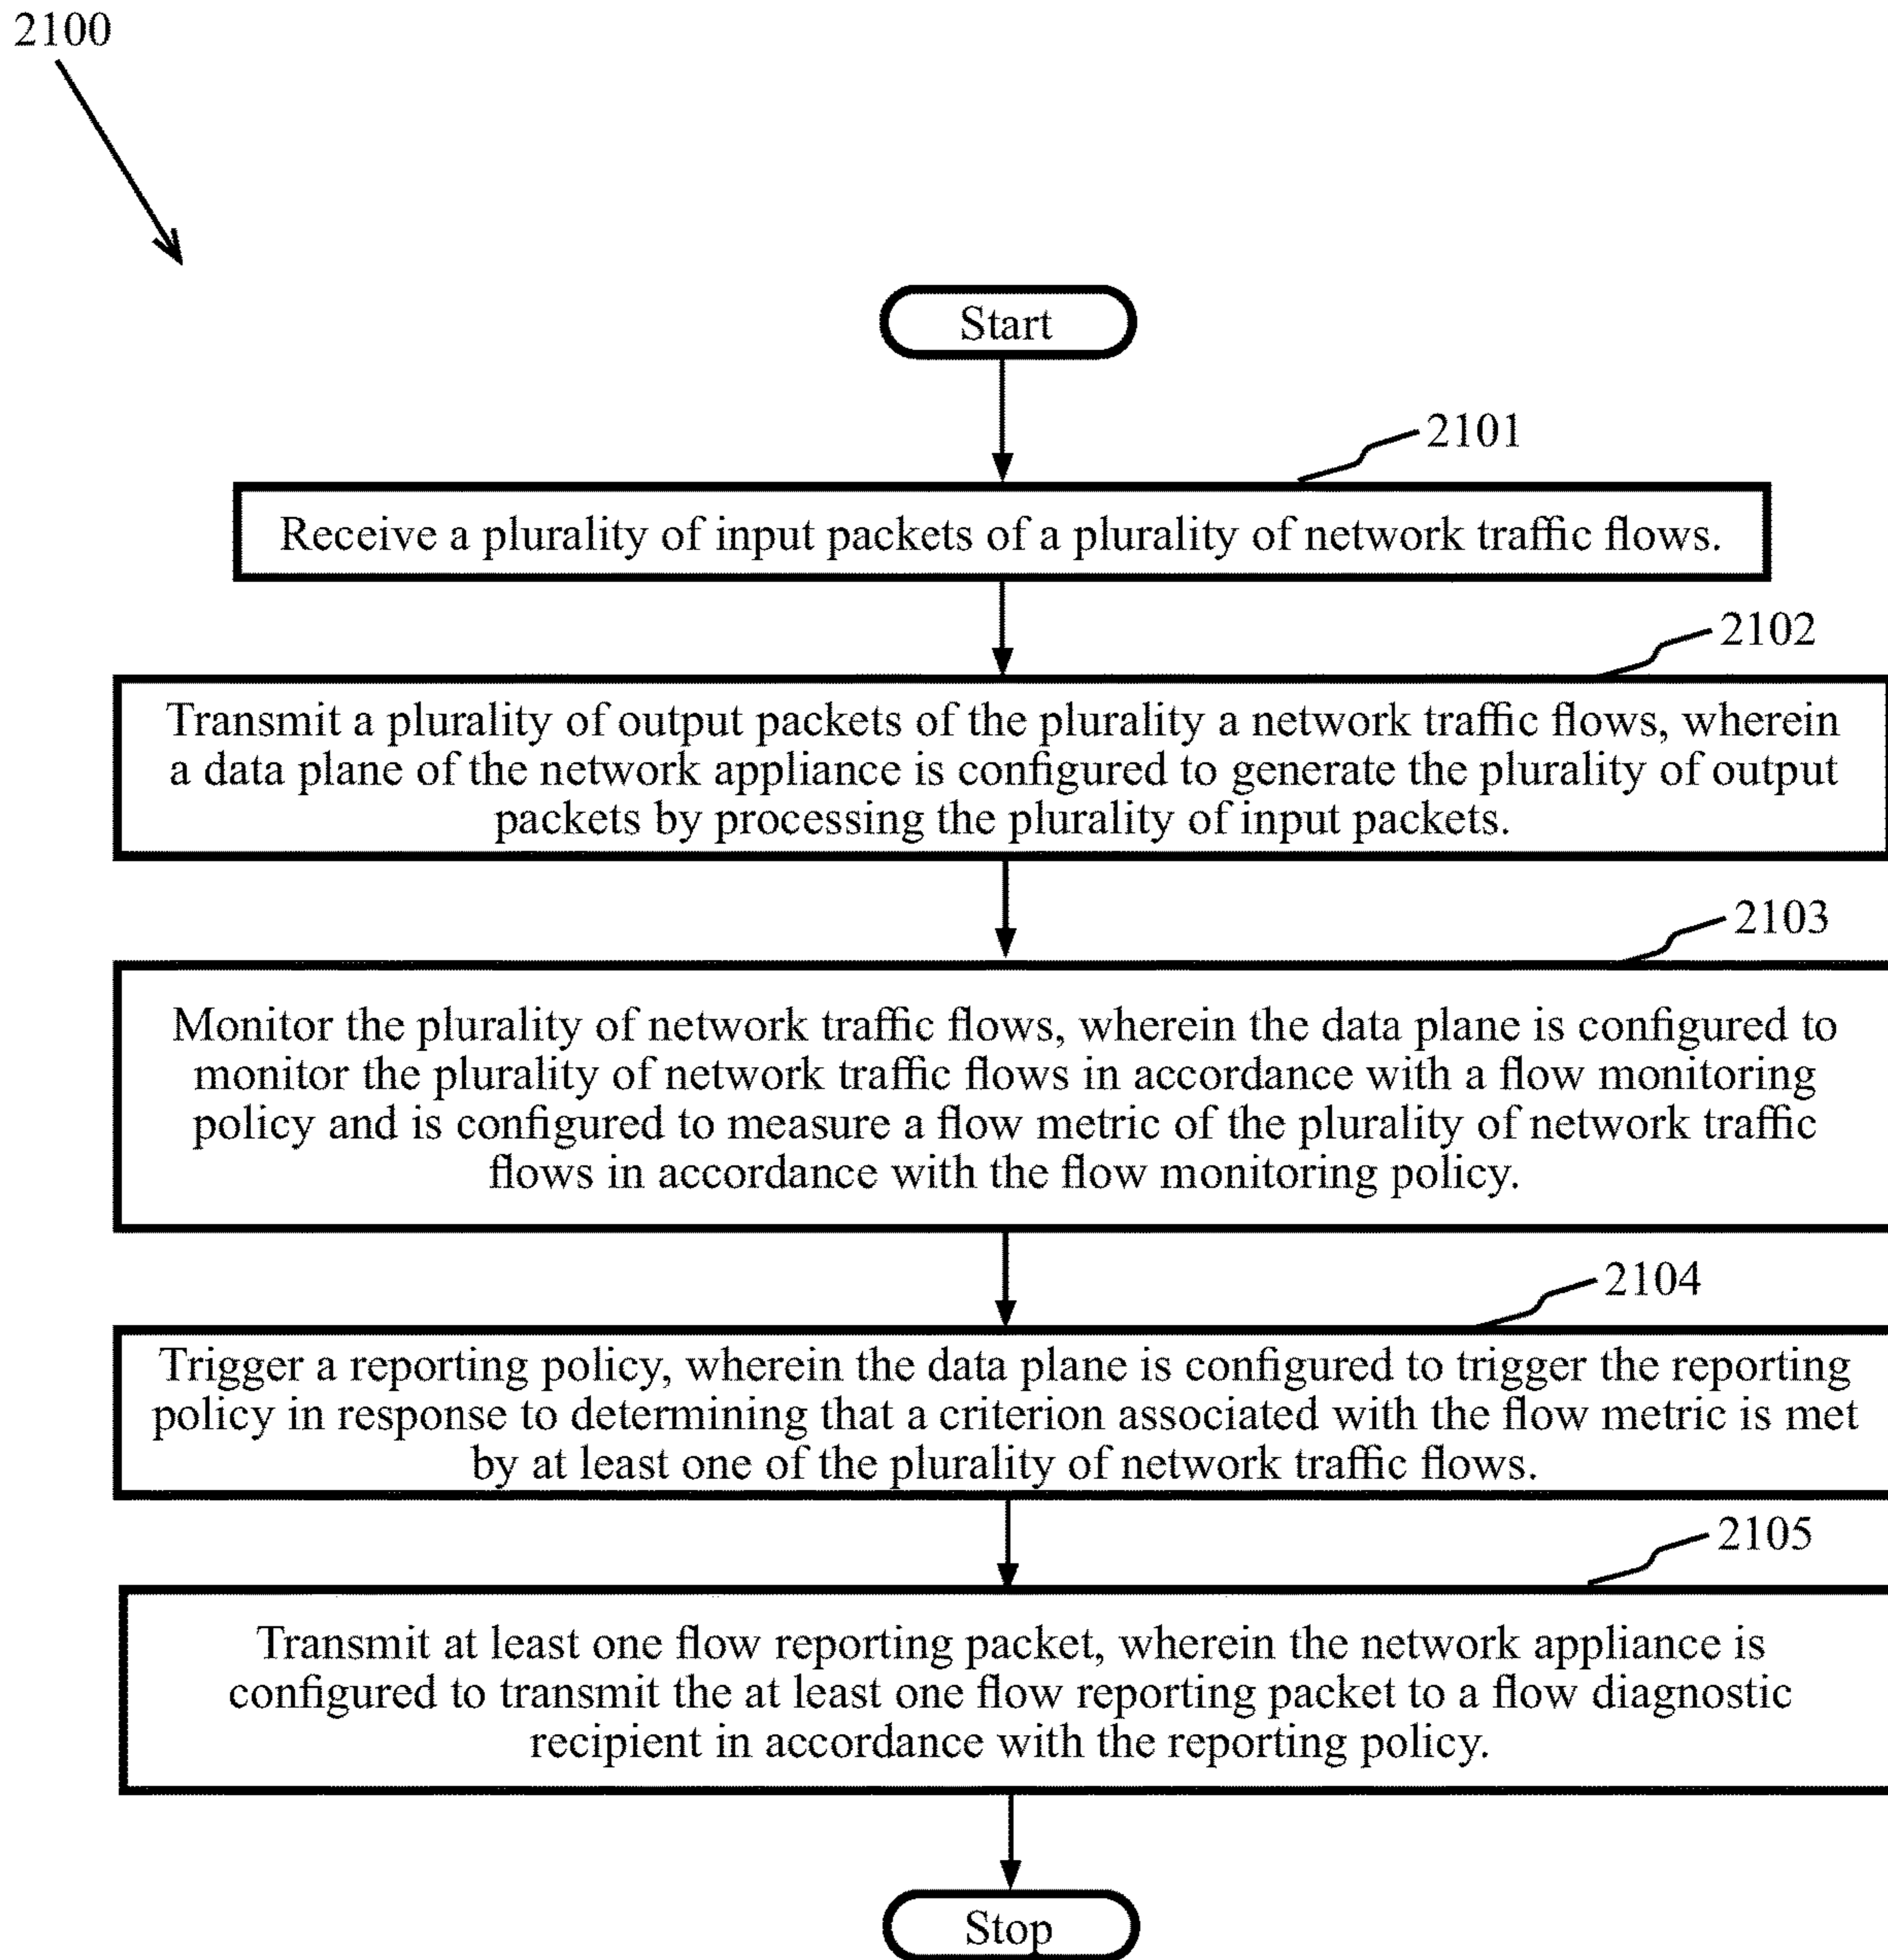 2100
Start
2101
Receive a plurality of input packets of a plurality of network traffic flows.
2102
Transmit a plurality of output packets of the plurality a network traffic flows, wherein
a data plane of the network appliance is configured to generate the plurality of output
packets by processing the plurality of input packets.
2103
Monitor the plurality of network traffic flows, wherein the data plane is configured to
monitor the plurality of network traffic flows in accordance with a flow monitoring
policy and is configured to measure a flow metric of the plurality of network traffic
flows in accordance with the flow monitoring policy.
2104
Trigger a reporting policy, wherein the data plane is configured to trigger the reporting
policy in response to determining that a criterion associated with the flow metric is met
by at least one of the plurality of network traffic flows.
2105
Transmit at least one flow reporting packet, wherein the network appliance is
configured to transmit the at least one flow reporting packet to a flow diagnostic
recipient in accordance with the reporting policy.
Stop